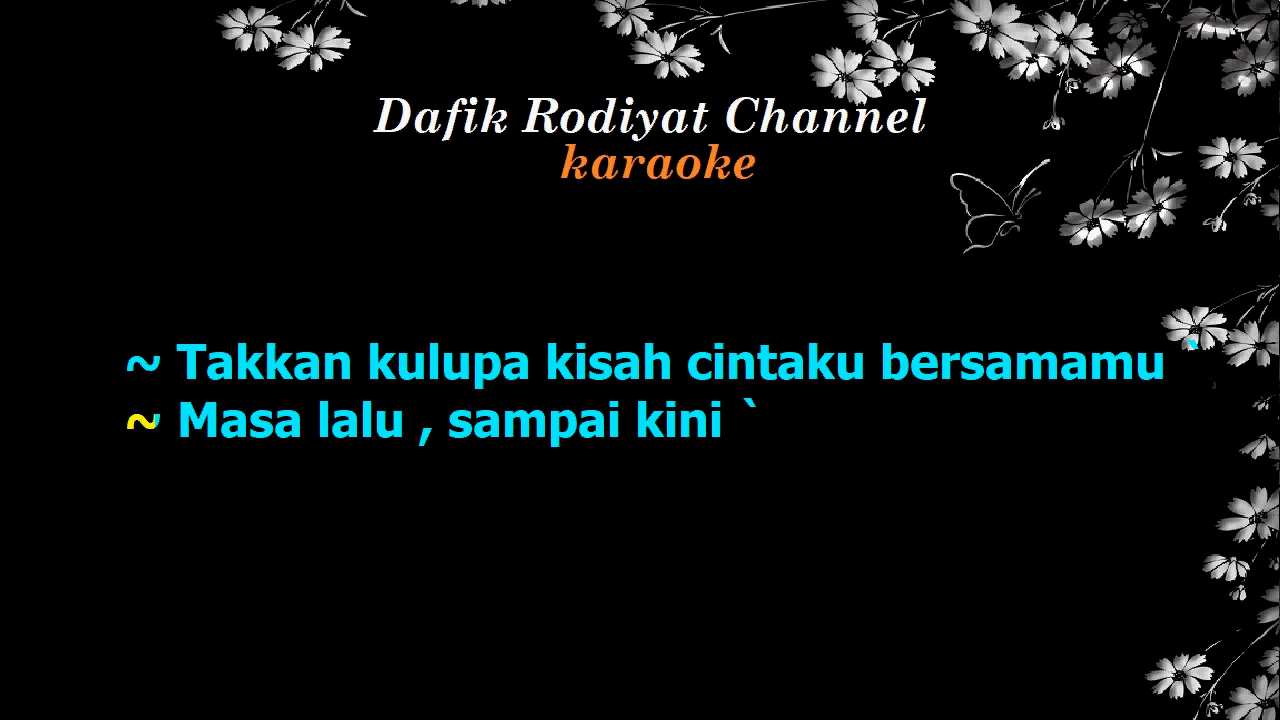 Dafik Rodiyat Channel
karaoke
~ Takkan kulupa kisah cintaku bersamamu `
~ Masa lalu , sampai kini `